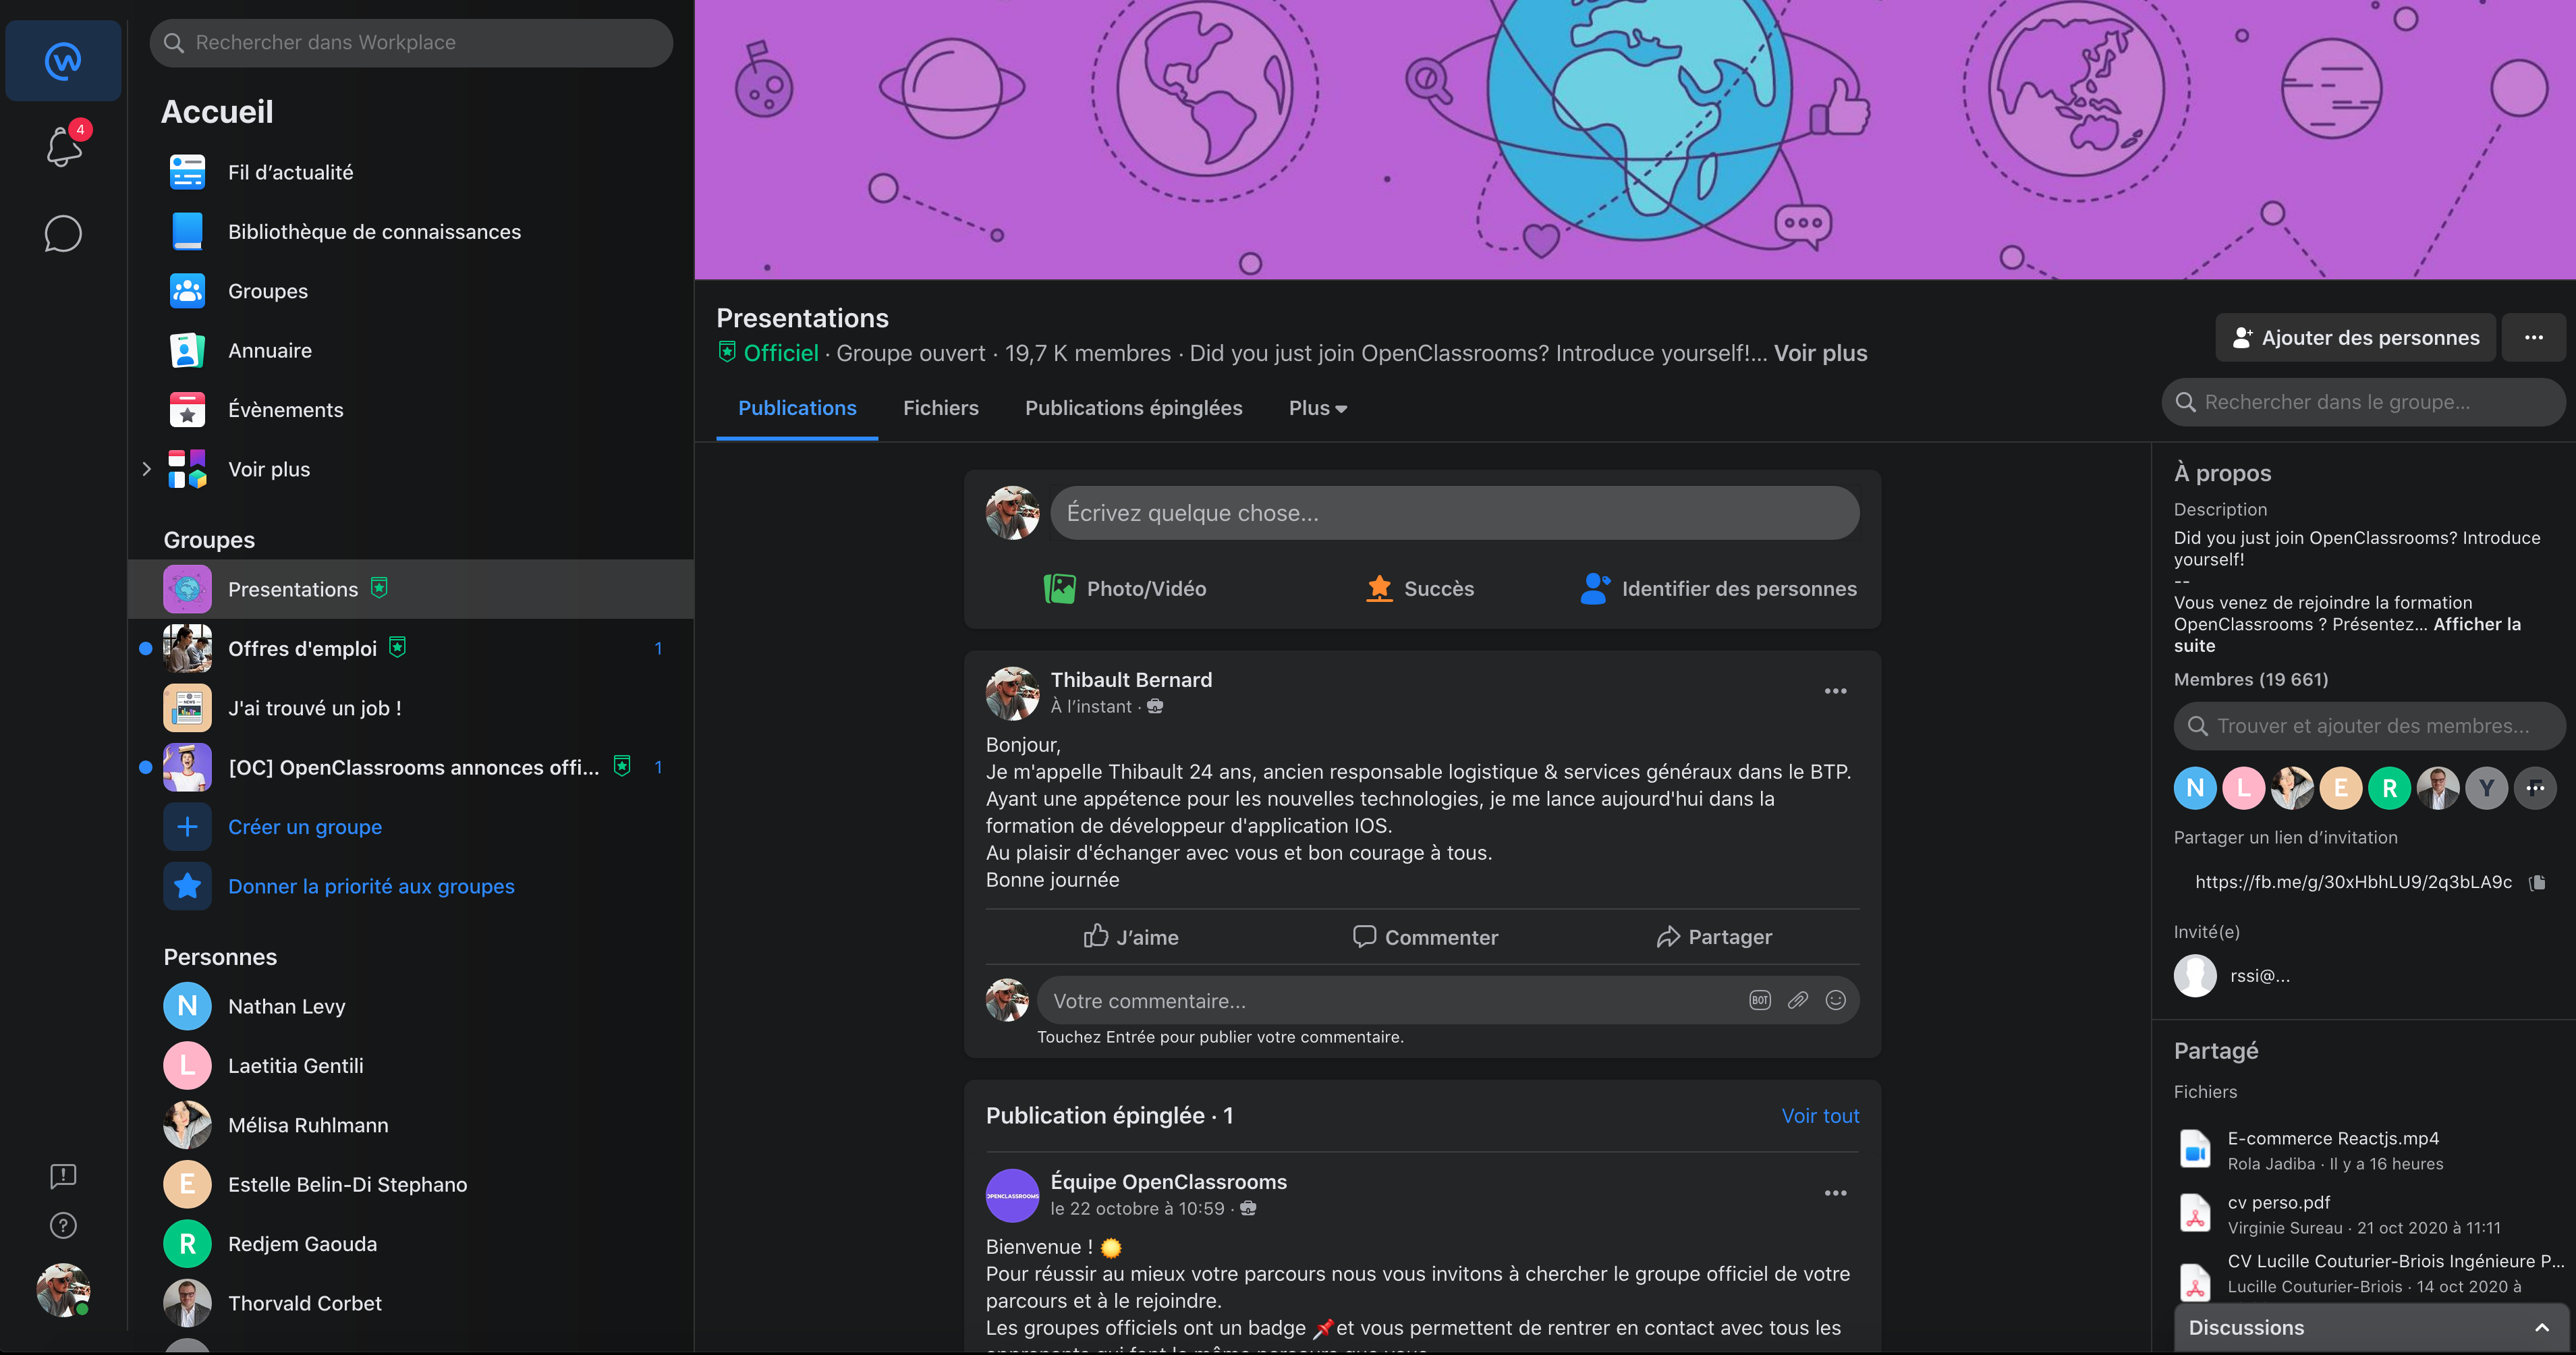 4
Rechercher dans Workplace
Accueil
Fil d’actualité
Bibliothèque de connaissances
Groupes
Annuaire
Évènements
Voir plus
Groupes
Presentations
Offres d'emploi 1
J'ai trouvé un job !
[OC] OpenClassrooms annonces offi... 1
Créer un groupe
Donner la priorité aux groupes
Personnes
N Nathan Levy
L Laetitia Gentili
Mélisa Ruhlmann
E Estelle Belin-Di Stephano
R Redjem Gaouda
Thorvald Corbet
Presentations
Officiel · Groupe ouvert · 19,7 K membres · Did you just join OpenClassrooms? Introduce yourself!... Voir plus
Ajouter des personnes
Publications Fichiers Publications épinglées Plus
Rechercher dans le groupe...
Écrivez quelque chose...
Photo/Vidéo Succès Identifier des personnes
Thibault Bernard
À l’instant ·
Bonjour,
Je m'appelle Thibault 24 ans, ancien responsable logistique & services généraux dans le BTP.
Ayant une appétence pour les nouvelles technologies, je me lance aujourd'hui dans la
formation de développeur d'application IOS.
Au plaisir d'échanger avec vous et bon courage à tous.
Bonne journée
J’aime Commenter Partager
Votre commentaire... BOT
Touchez Entrée pour publier votre commentaire.
Publication épinglée · 1 Voir tout
OPENCLASSROOMS
Équipe OpenClassrooms
le 22 octobre à 10:59 ·
Bienvenue !
Pour réussir au mieux votre parcours nous vous invitons à chercher le groupe officiel de votre
parcours et à le rejoindre.
Les groupes officiels ont un badge et vous permettent de rentrer en contact avec tous les
À propos
Description
Did you just join OpenClassrooms? Introduce
yourself!
--
Vous venez de rejoindre la formation
OpenClassrooms ? Présentez... Afficher la
suite
Membres (19 661)
Trouver et ajouter des membres...
N L E R Y
Partager un lien d’invitation
https://fb.me/g/30xHbhLU9/2q3bLA9c
Invité(e)
rssi@...
Partagé
Fichiers
E-commerce Reactjs.mp4
Rola Jadiba · Il y a 16 heures
cv perso.pdf
Virginie Sureau · 21 oct 2020 à 11:11
CV Lucille Couturier-Briois Ingénieure P...
Lucille Couturier-Briois · 14 oct 2020 à
Discussions